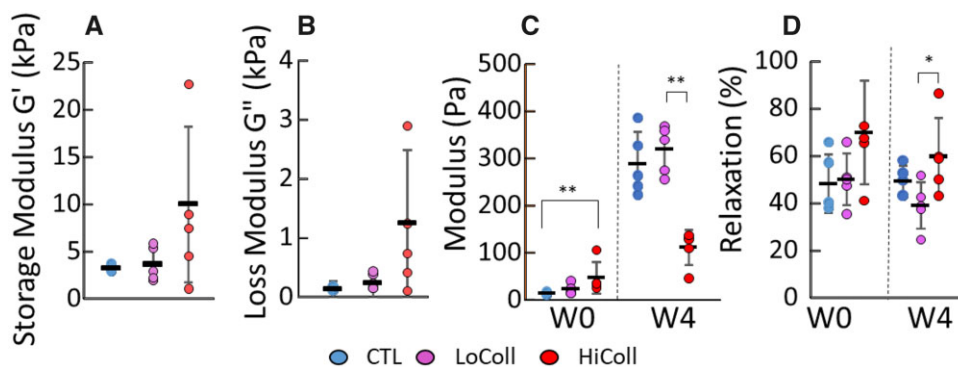 A
Storage Modulus G' (kPa)
25
20
15
10
5
0
B
Loss Modulus G" (kPa)
4
3
2
1
0
C
Modulus (Pa)
500
400
300
200
100
0
**
**
W0 W4
D
Relaxation (%)
100
80
60
40
20
0
*
W0 W4
CTL LoColl HiColl